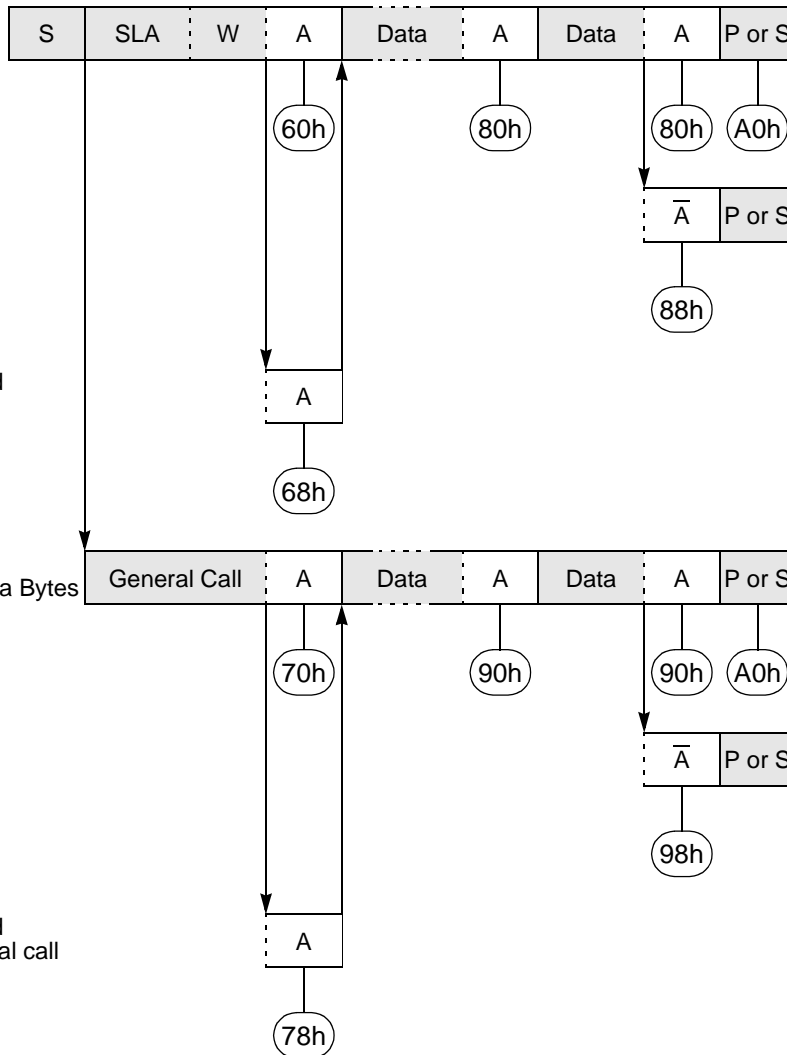 S SLA W A Data A Data A P or S
60h 80h 80h A0h
A̅ P or S
88h
A
68h
a Bytes General Call A Data A Data A P or S
70h 90h 90h A0h
A̅ P or S
98h
A
al call
78h